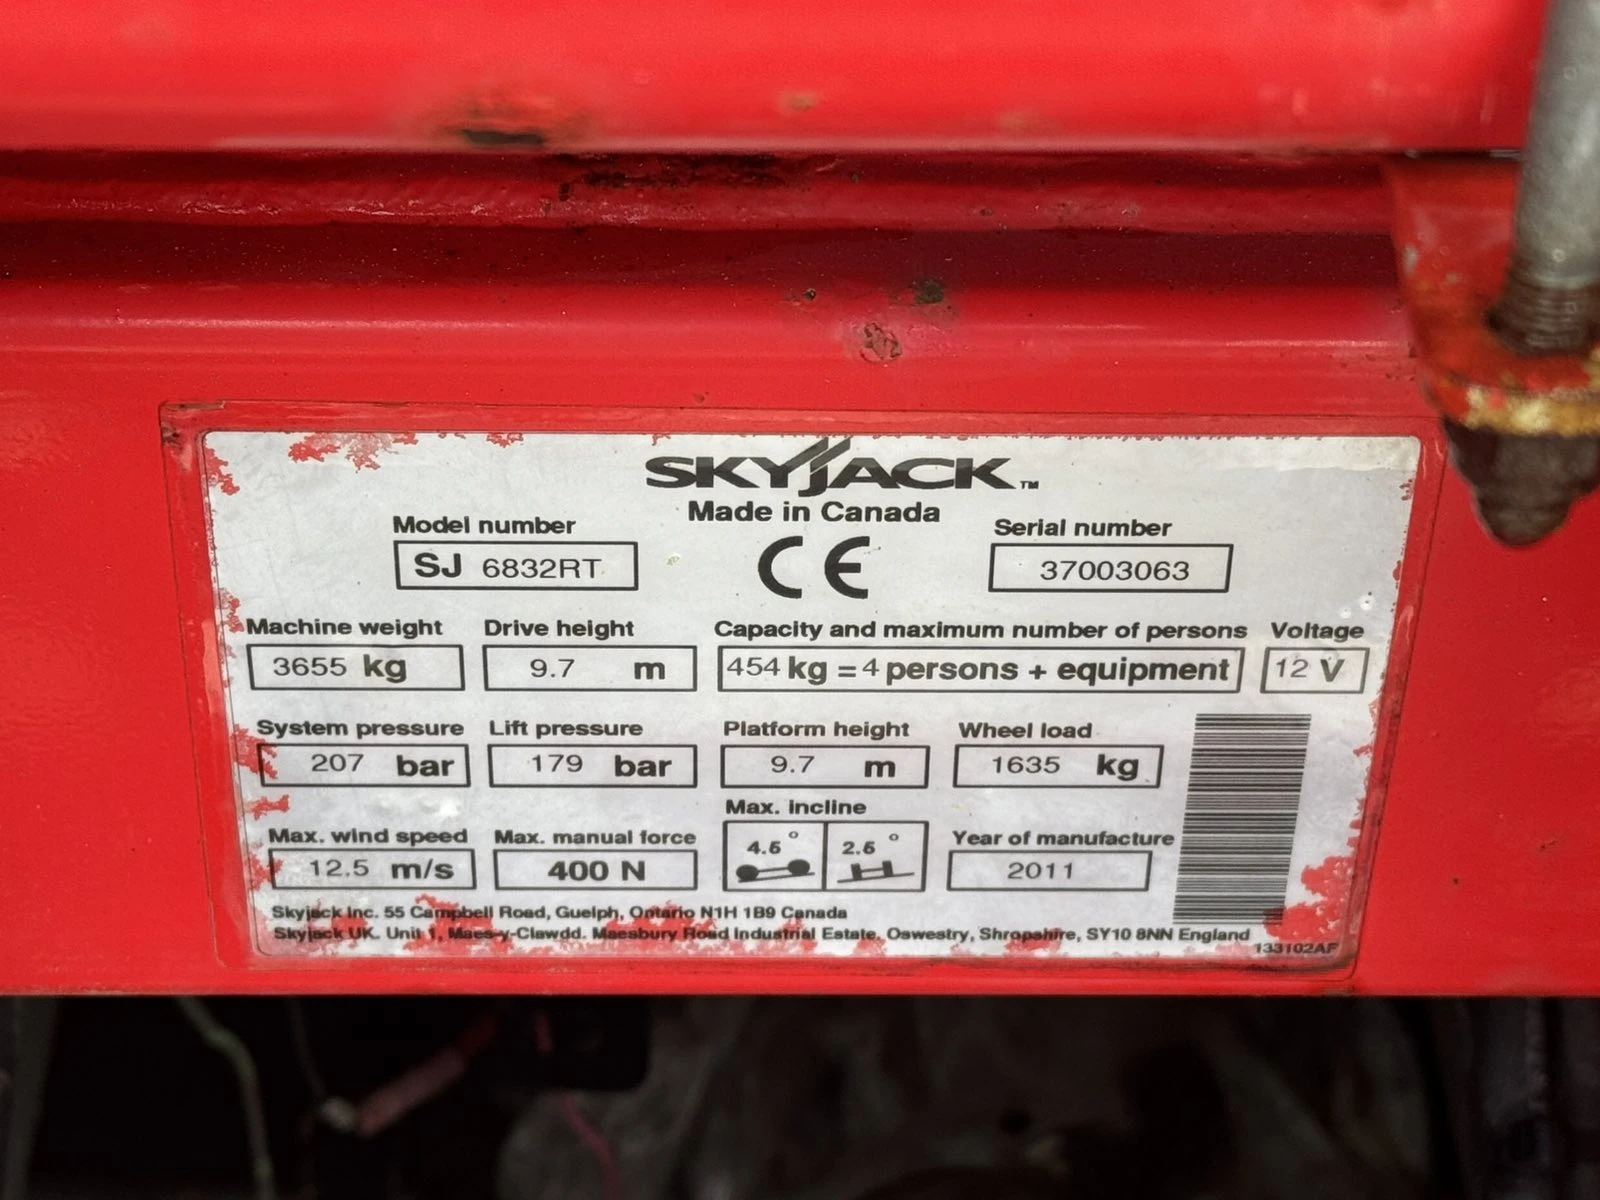 SKYJACK™
Made in Canada
Model number
SJ 6832RT
CE
Serial number
37003063
Machine weight
3655 kg
Drive height
9.7 m
Capacity and maximum number of persons
454 kg = 4 persons + equipment
Voltage
12 V
System pressure
207 bar
Lift pressure
179 bar
Platform height
9.7 m
Wheel load
1635 kg
Max. wind speed
12.5 m/s
Max. manual force
400 N
Max. incline
4.5° 2.5°
Year of manufacture
2011
Skyjack Inc. 55 Campbell Road, Guelph, Ontario N1H 1B9 Canada
Skyjack UK. Unit 1, Maes-y-Clawdd. Maesbury Road Industrial Estate, Oswestry, Shropshire, SY10 8NN England
133102AF